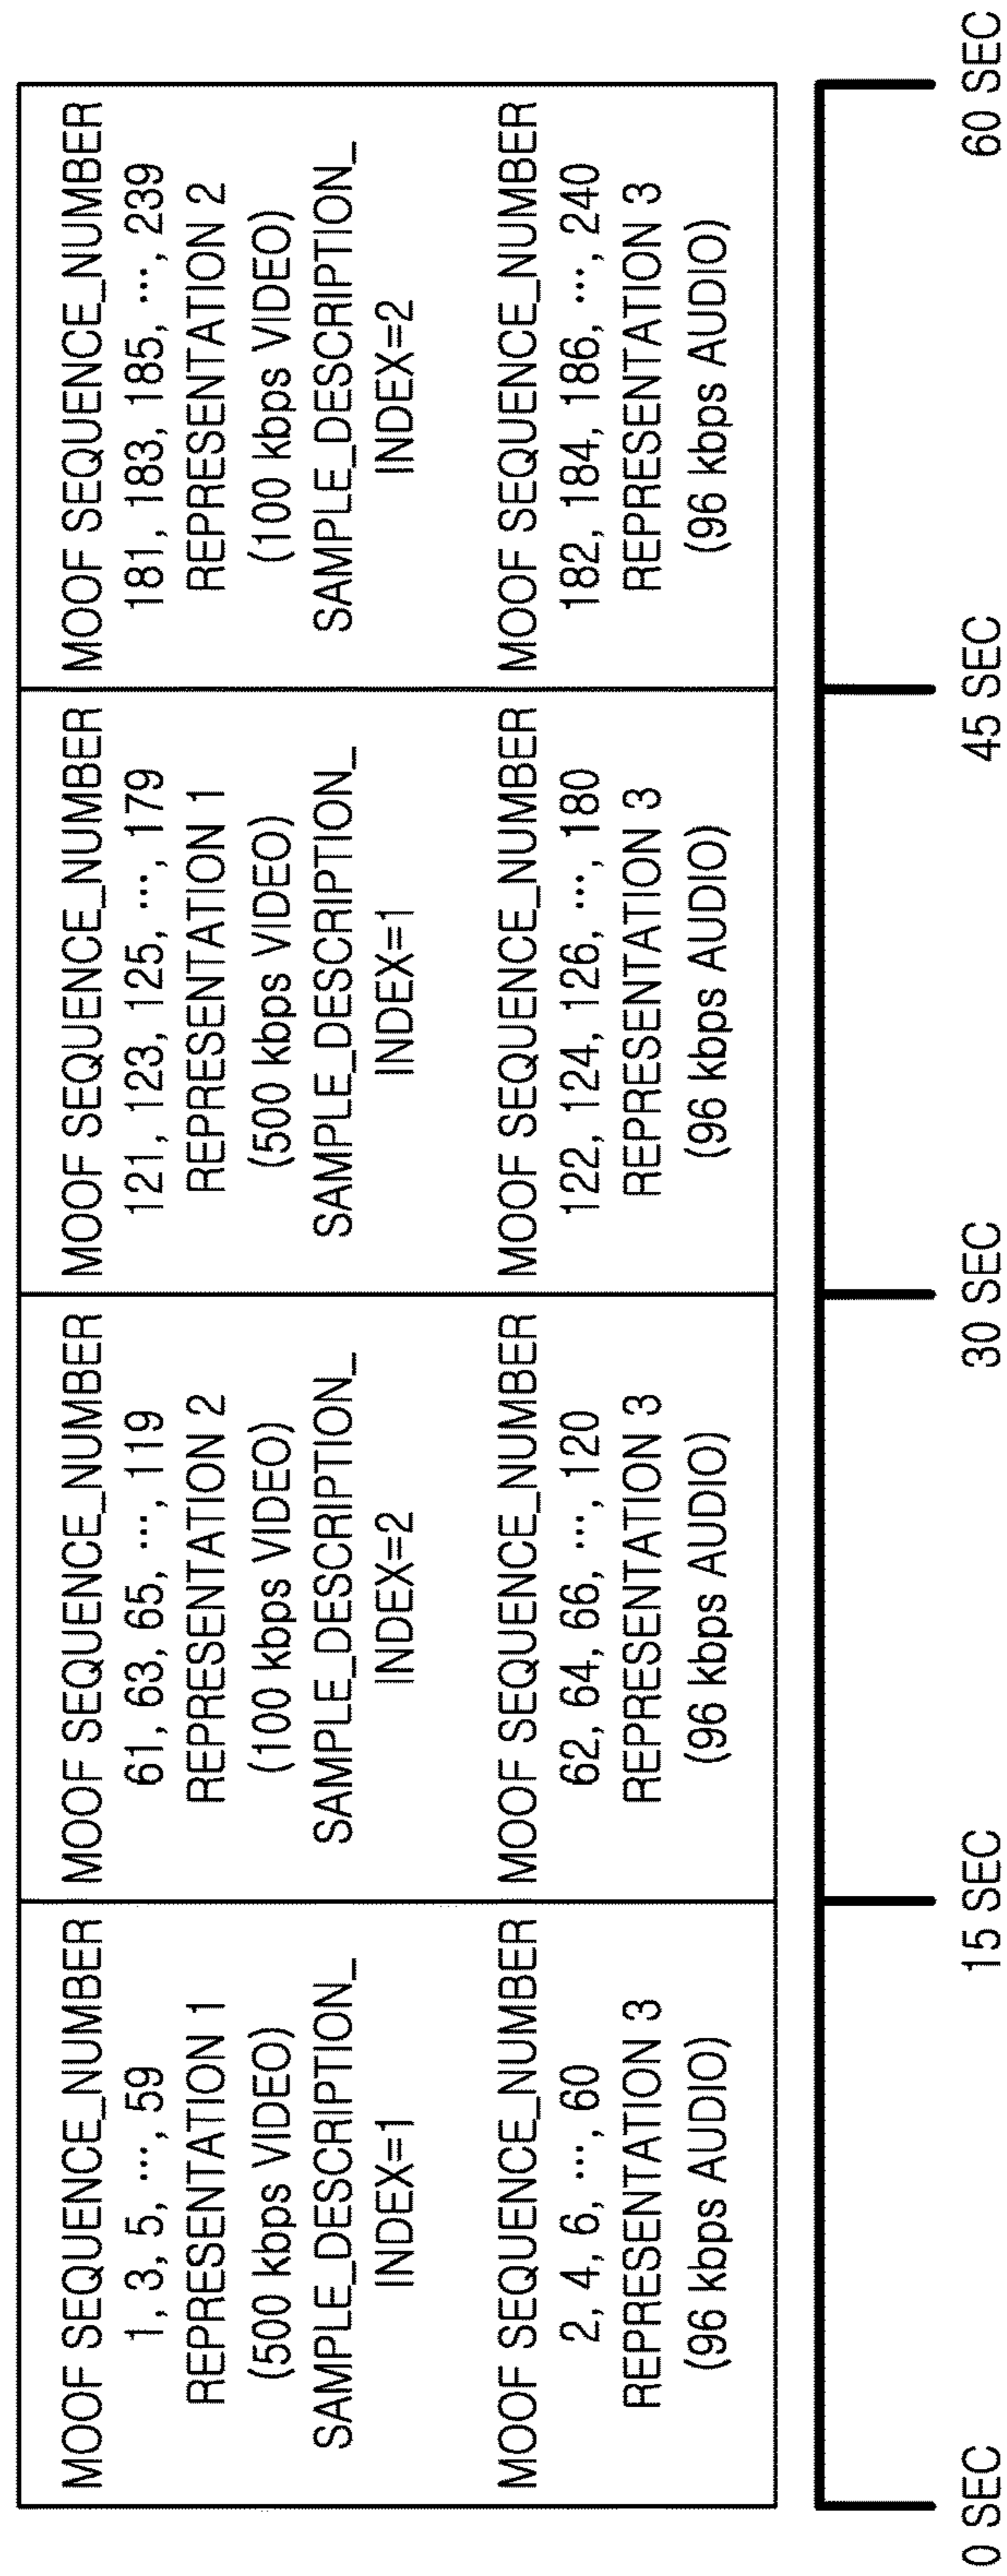 MOOF SEQUENCE_NUMBER
1, 3, 5, ···, 59
REPRESENTATION 1
(500 kbps VIDEO)
SAMPLE_DESCRIPTION_
INDEX=1
MOOF SEQUENCE_NUMBER
2, 4, 6, ···, 60
REPRESENTATION 3
(96 kbps AUDIO)
MOOF SEQUENCE_NUMBER
61, 63, 65, ···, 119
REPRESENTATION 2
(100 kbps VIDEO)
SAMPLE_DESCRIPTION_
INDEX=2
MOOF SEQUENCE_NUMBER
62, 64, 66, ···, 120
REPRESENTATION 3
(96 kbps AUDIO)
MOOF SEQUENCE_NUMBER
121, 123, 125, ···, 179
REPRESENTATION 1
(500 kbps VIDEO)
SAMPLE_DESCRIPTION_
INDEX=1
MOOF SEQUENCE_NUMBER
122, 124, 126, ···, 180
REPRESENTATION 3
(96 kbps AUDIO)
MOOF SEQUENCE_NUMBER
181, 183, 185, ···, 239
REPRESENTATION 2
(100 kbps VIDEO)
SAMPLE_DESCRIPTION_
INDEX=2
MOOF SEQUENCE_NUMBER
182, 184, 186, ···, 240
REPRESENTATION 3
(96 kbps AUDIO)
0 SEC
15 SEC
30 SEC
45 SEC
60 SEC